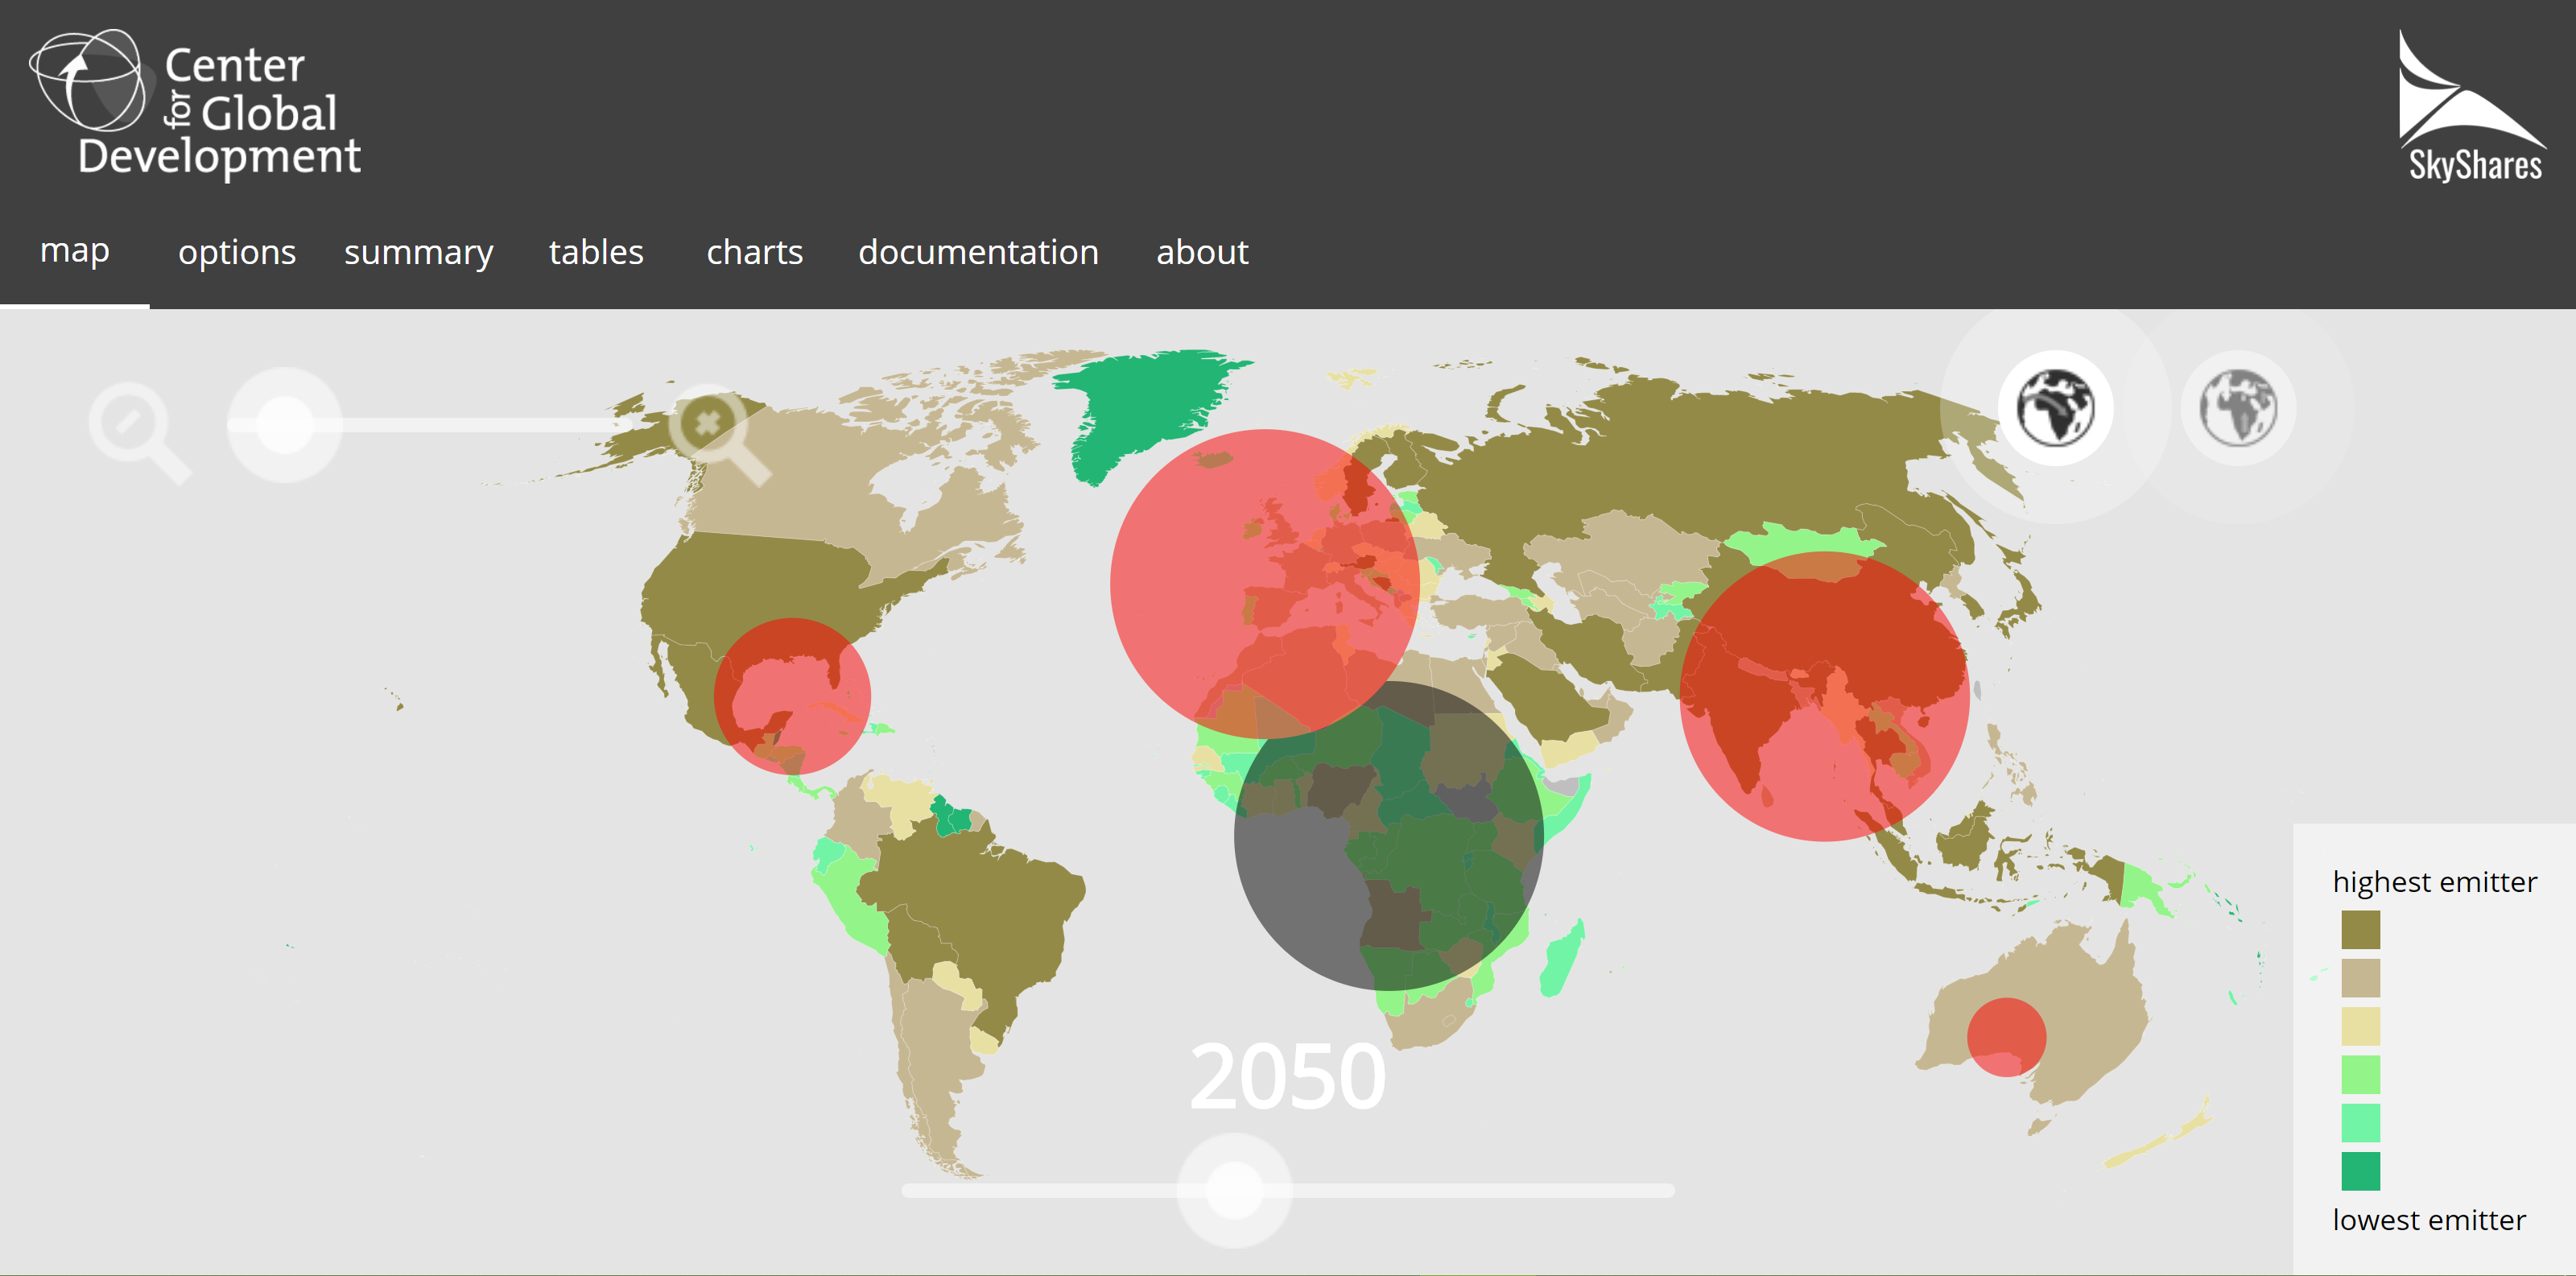 Center
for Global
Development
SkyShares
map options summary tables charts documentation about
2050
highest emitter
lowest emitter